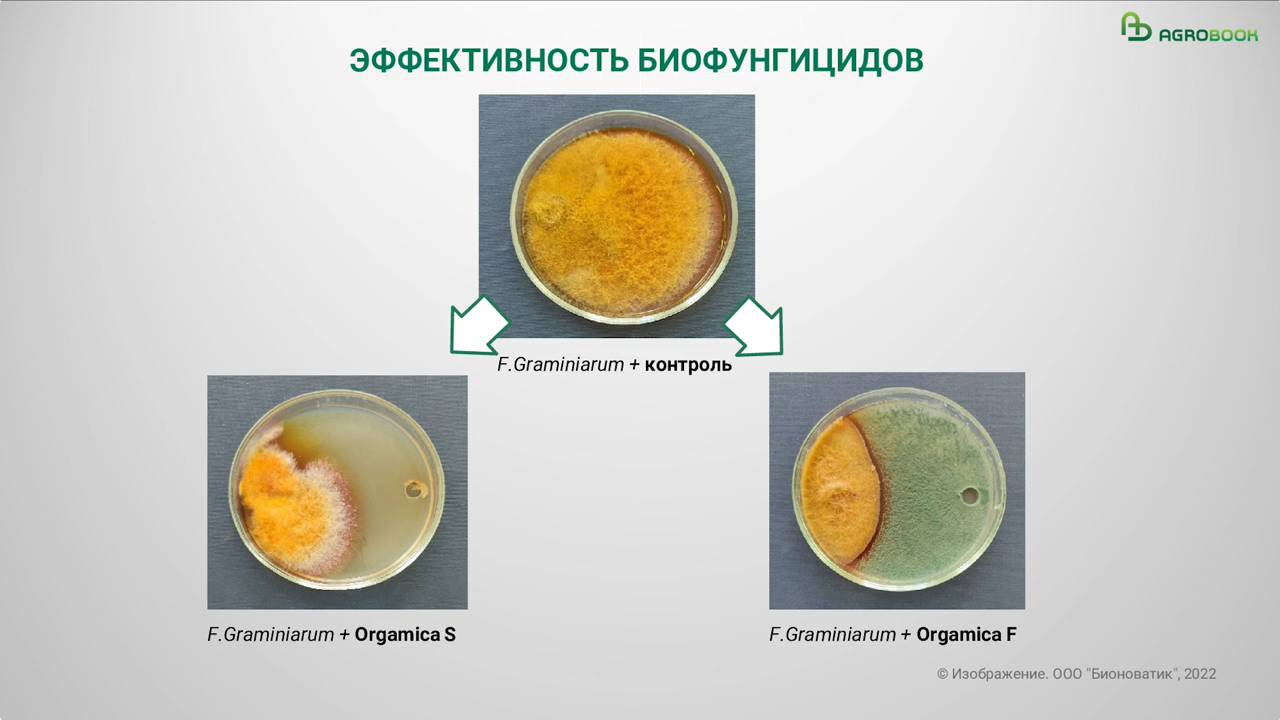 AGROBOOK
ЭФФЕКТИВНОСТЬ БИОФУНГИЦИДОВ
F.Graminiarum + контроль
F.Graminiarum + Orgamica S
F.Graminiarum + Orgamica F
© Изображение. ООО "Бионоватик", 2022